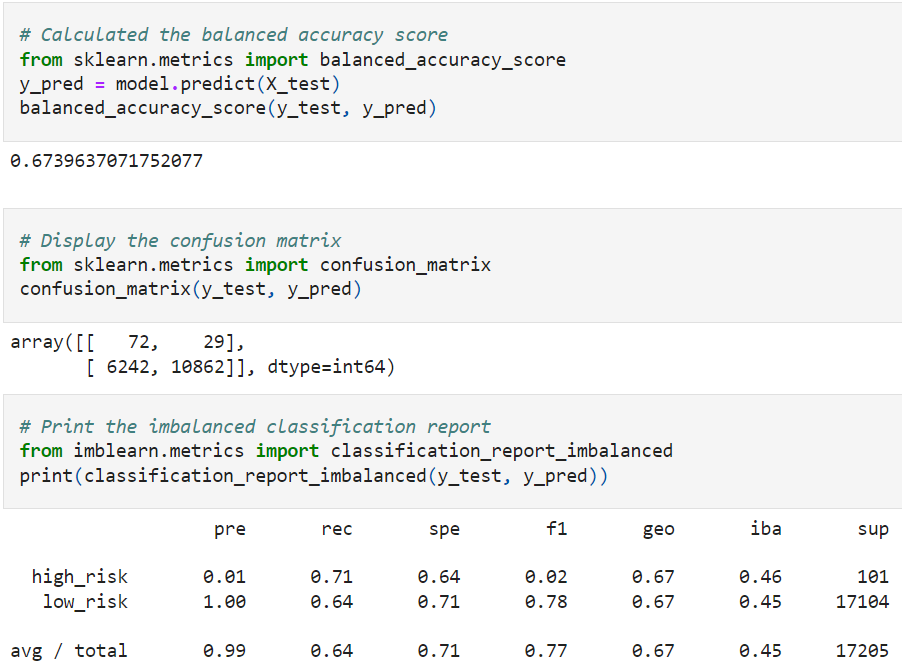 # Calculated the balanced accuracy score
from sklearn.metrics import balanced_accuracy_score
y_pred = model.predict(X_test)
balanced_accuracy_score(y_test, y_pred)
0.6739637071752077
# Display the confusion matrix
from sklearn.metrics import confusion_matrix
confusion_matrix(y_test, y_pred)
array([[   72,    29],
       [ 6242, 10862]], dtype=int64)
# Print the imbalanced classification report
from imblearn.metrics import classification_report_imbalanced
print(classification_report_imbalanced(y_test, y_pred))
                   pre       rec       spe        f1       geo       iba       sup
  high_risk       0.01      0.71      0.64      0.02      0.67      0.46       101
   low_risk       1.00      0.64      0.71      0.78      0.67      0.45     17104
avg / total       0.99      0.64      0.71      0.77      0.67      0.45     17205